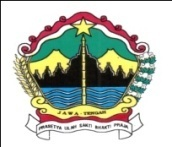 JAWA - TENGAH
PRASETYA ULAH SAKTI BHAKTI PRAJA